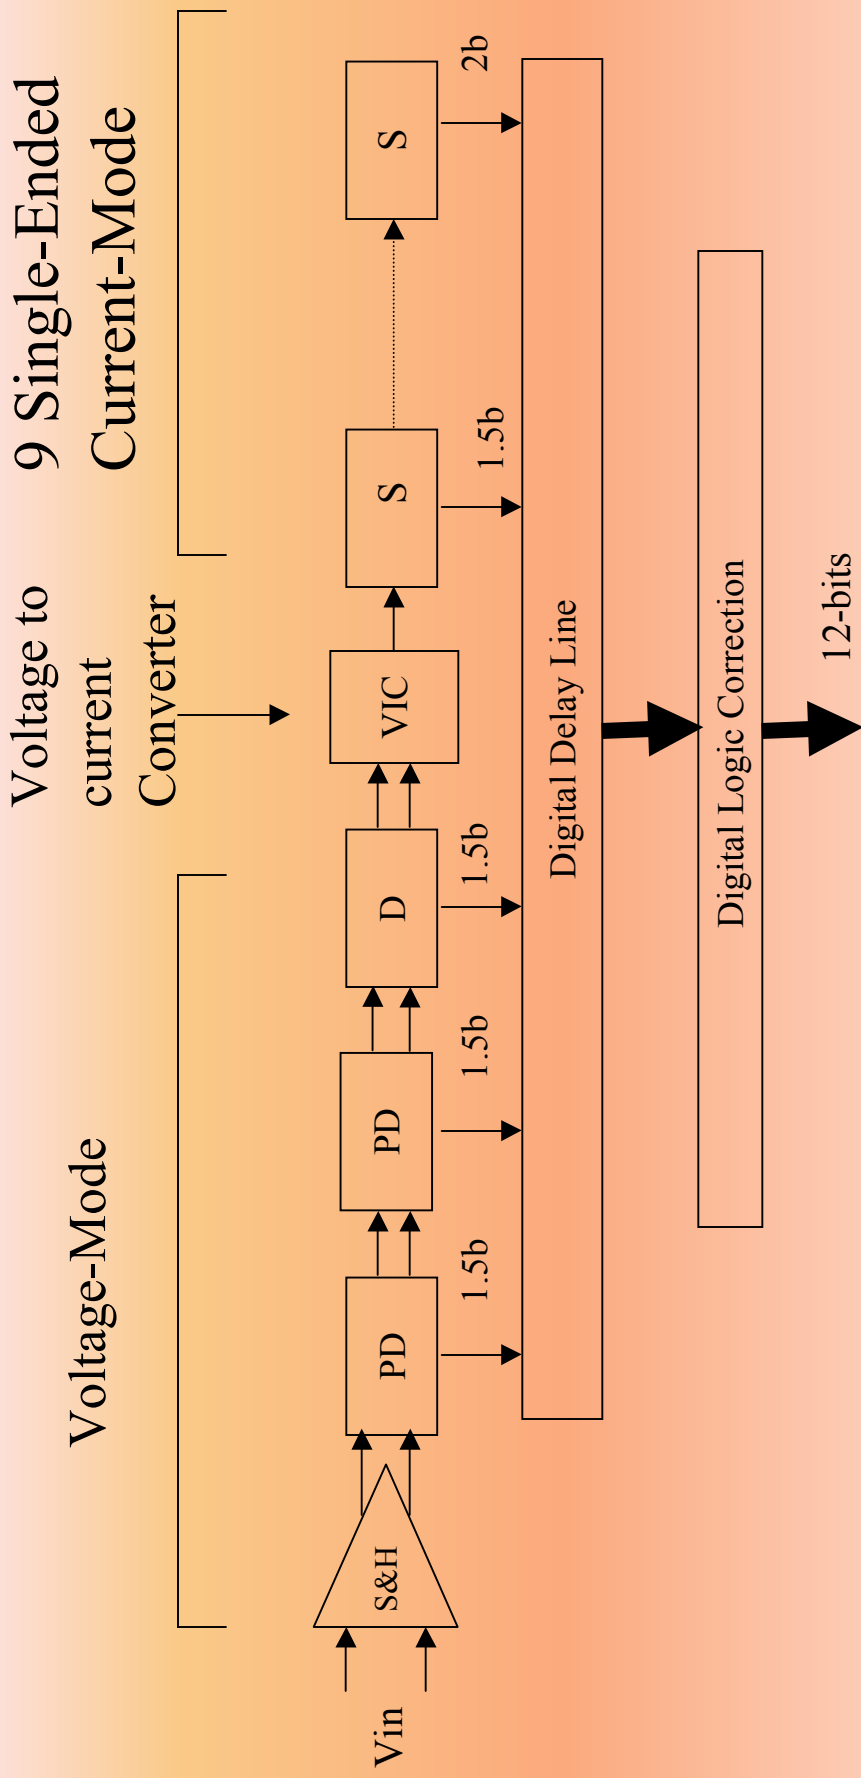 Voltage-Mode
Voltage to
current
Converter
9 Single-Ended
Current-Mode
Vin
S&H
PD
PD
D
VIC
S
S
1.5b
1.5b
1.5b
1.5b
2b
Digital Delay Line
Digital Logic Correction
12-bits